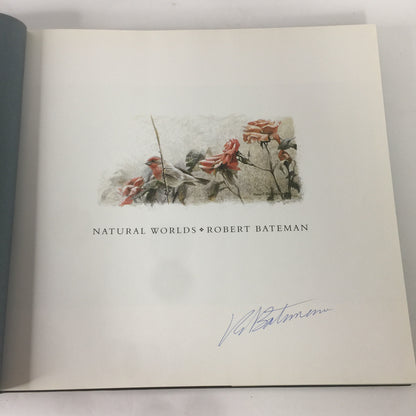 NATURAL WORLDS ◆ ROBERT BATEMAN
R Bateman